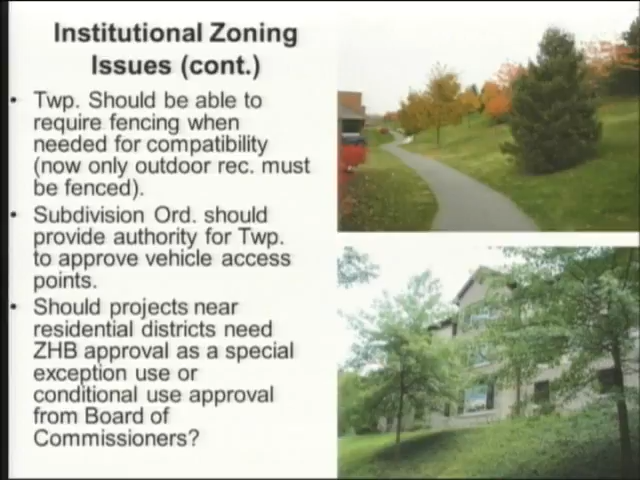 Institutional Zoning
Issues (cont.)
• Twp. Should be able to
require fencing when
needed for compatibility
(now only outdoor rec. must
be fenced).
• Subdivision Ord. should
provide authority for Twp.
to approve vehicle access
points.
• Should projects near
residential districts need
ZHB approval as a special
exception use or
conditional use approval
from Board of
Commissioners?